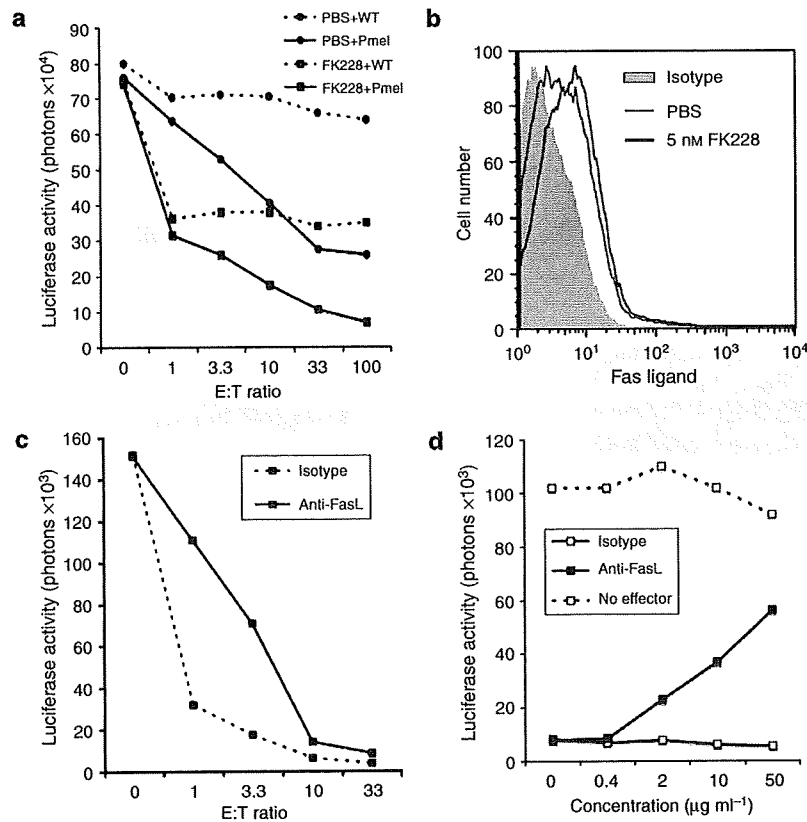 a
PBS+WT
PBS+Pmel
FK228+WT
FK228+Pmel
Luciferase activity (photons ×10⁴)
90
80
70
60
50
40
30
20
10
0
0 1 3.3 10 33 100
E:T ratio
b
Isotype
PBS
5 nM FK228
Cell number
100
80
60
40
20
0
10⁰ 10¹ 10² 10³ 10⁴
Fas ligand
c
Isotype
Anti-FasL
Luciferase activity (photons ×10³)
160
140
120
100
80
60
40
20
0
0 1 3.3 10 33
E:T ratio
d
Isotype
Anti-FasL
No effector
Luciferase activity (photons ×10³)
120
100
80
60
40
20
0
0 0.4 2 10 50
Concentration (µg ml⁻¹)